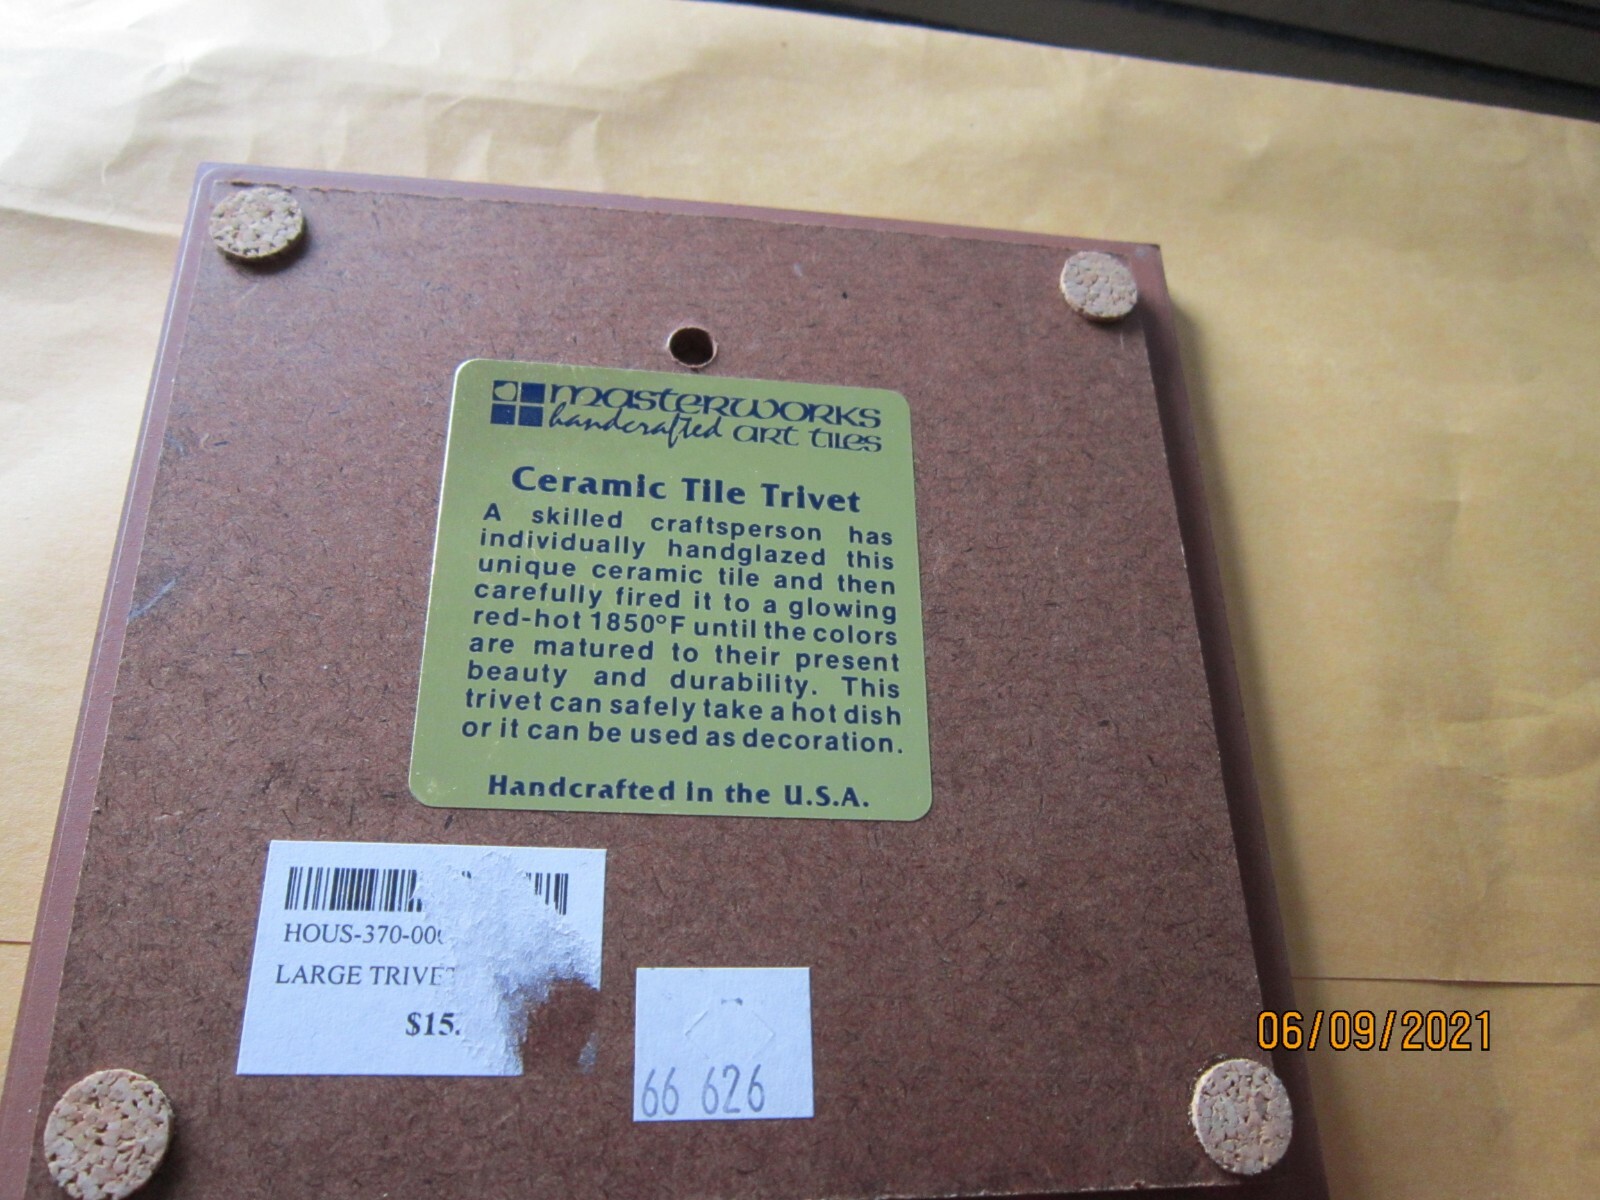 masterworks
handcrafted art tiles
Ceramic Tile Trivet
A skilled craftsperson has
individually handglazed this
unique ceramic tile and then
carefully fired it to a glowing
red-hot 1850°F until the colors
are matured to their present
beauty and durability. This
trivet can safely take a hot dish
or it can be used as decoration.
Handcrafted in the U.S.A.
HOUS-370-00
LARGE TRIVET
$15.
66 626
06/09/2021